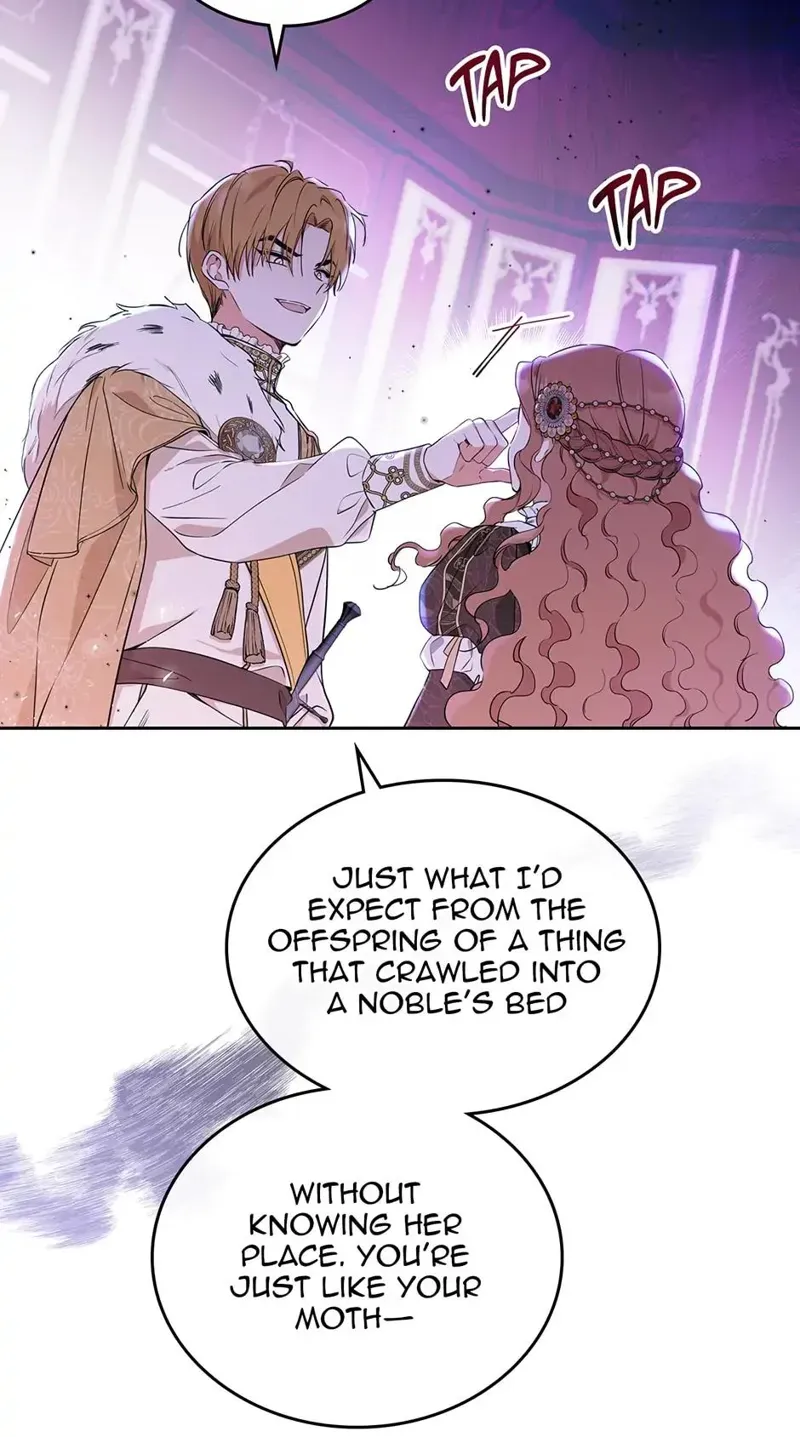 TAP
TAP
JUST WHAT I'D
EXPECT FROM THE
OFFSPRING OF A THING
THAT CRAWLED INTO
A NOBLE'S BED
WITHOUT
KNOWING HER
PLACE. YOU'RE
JUST LIKE YOUR
MOTH—